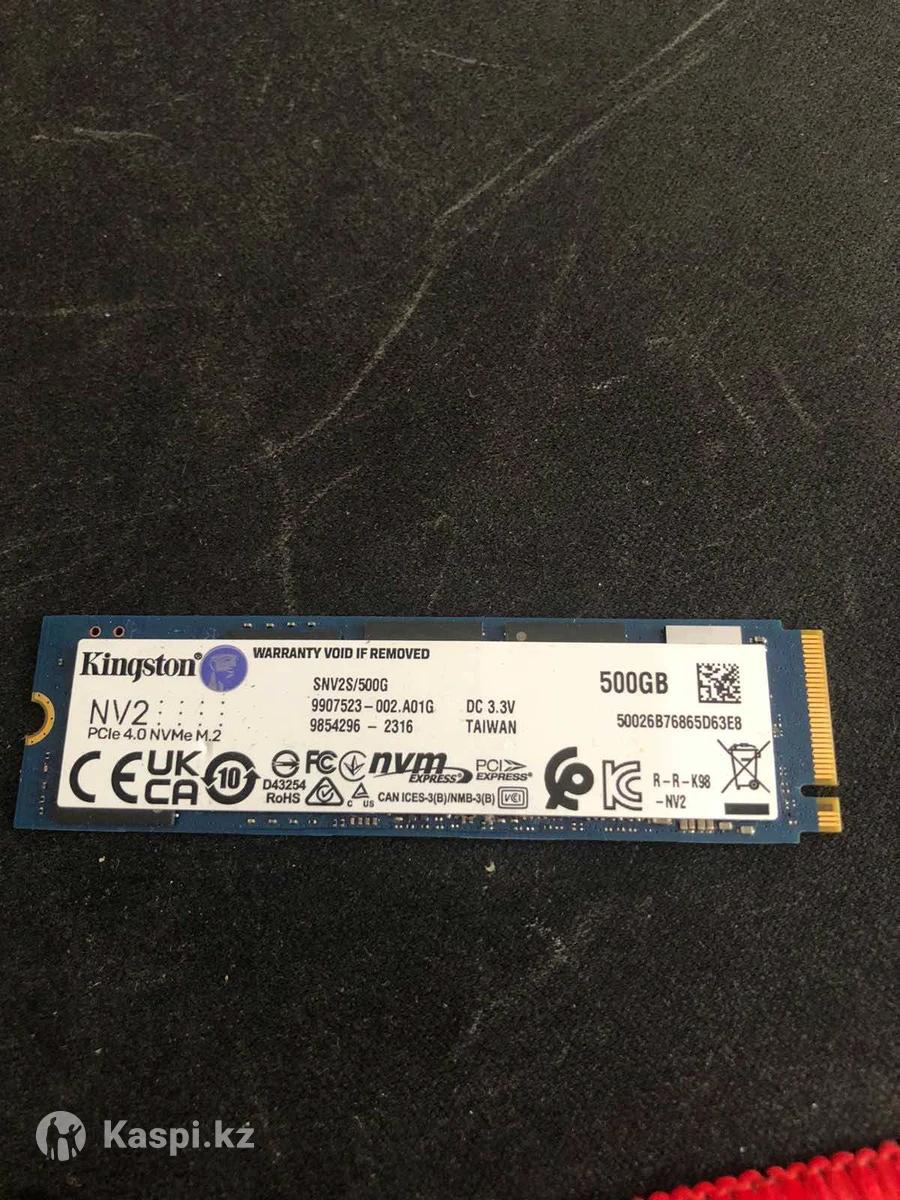 Kingston® WARRANTY VOID IF REMOVED
SNV2S/500G
500GB
NV2
9907523-002.A01G DC 3.3V
PCIe 4.0 NVMe M.2
9854296 - 2316 TAIWAN
50026B76865D63E8
CE UK CA 10
D43254
RoHS
FC
c US
nvm EXPRESS
PCI EXPRESS®
CAN ICES-3(B)/NMB-3(B)
VCI
R-R-K98
-NV2
Kaspi.kz